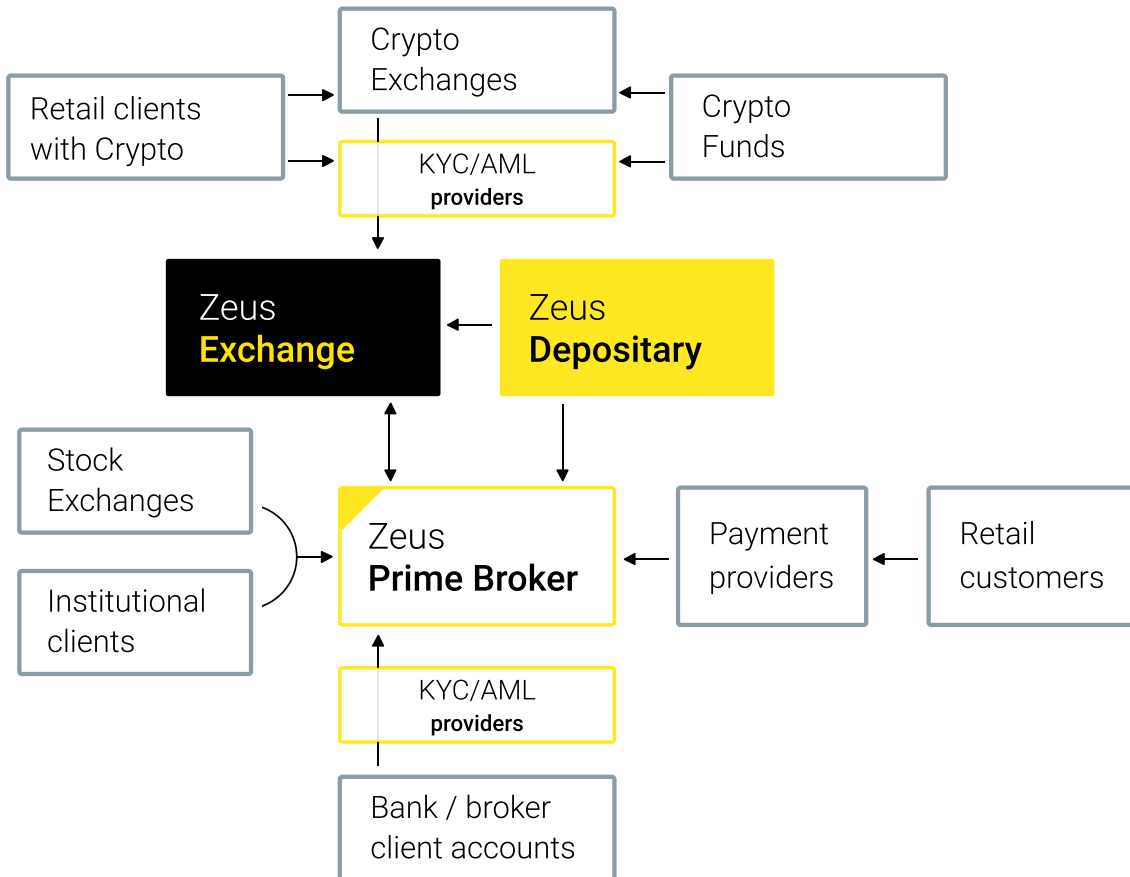 Crypto
Exchanges
Retail clients
with Crypto
Crypto
Funds
KYC/AML
providers
Zeus
Exchange
Zeus
Depositary
Stock
Exchanges
Institutional
clients
Zeus
Prime Broker
Payment
providers
Retail
customers
KYC/AML
providers
Bank / broker
client accounts